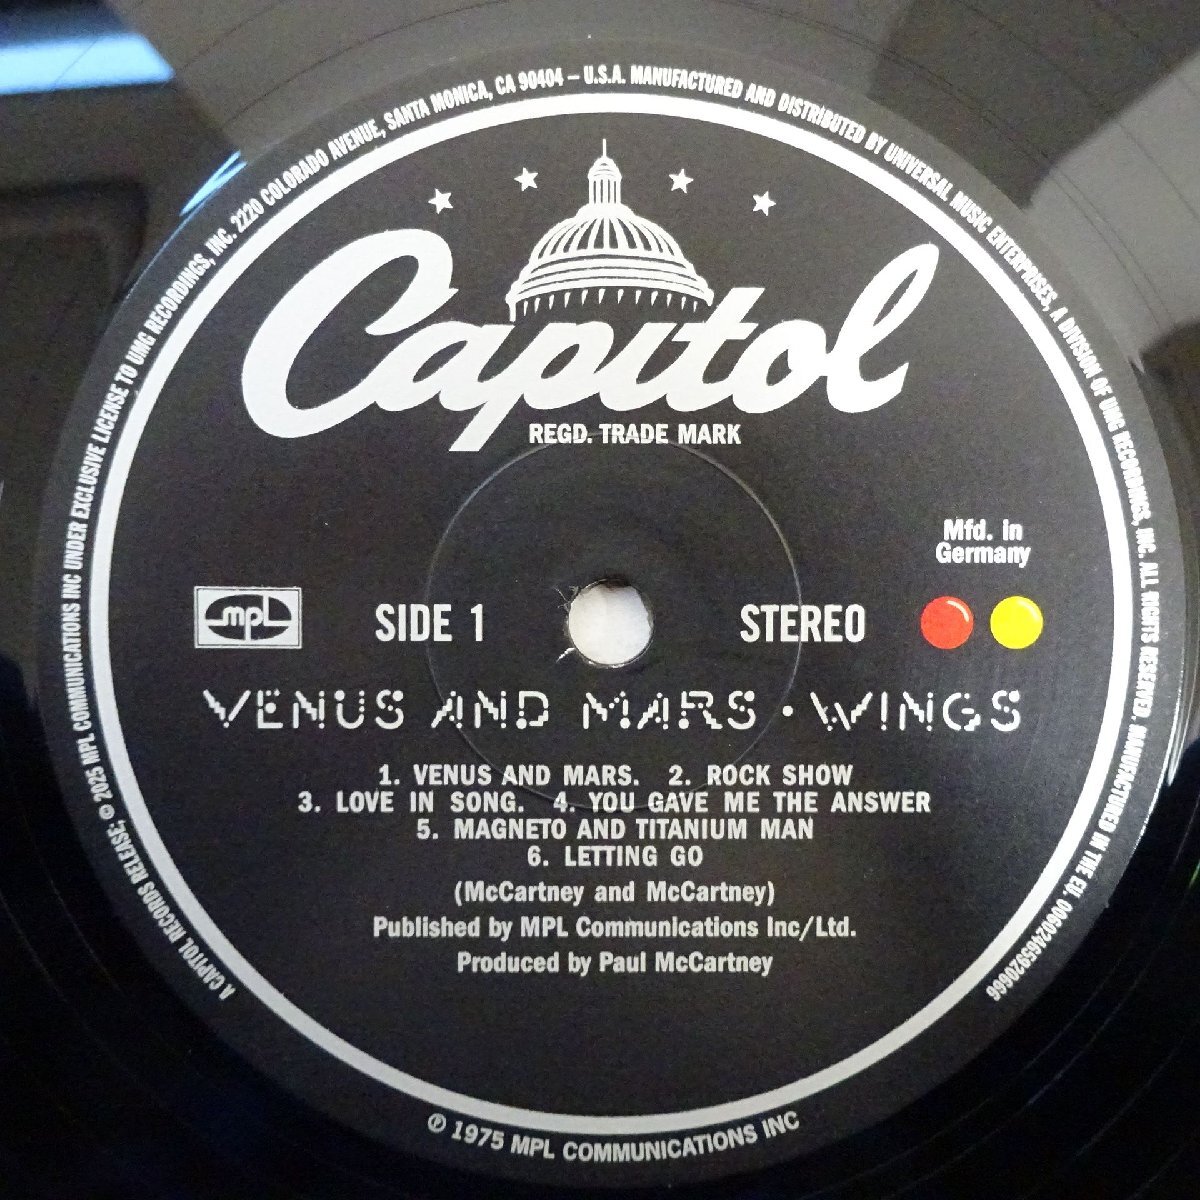 A CAPITOL RECORDS RELEASE; ℗ 2025 MPL COMMUNICATIONS INC UNDER EXCLUSIVE LICENSE TO UMG RECORDINGS, INC. 2220 COLORADO AVENUE, SANTA MONICA, CA 90404 – U.S.A. MANUFACTURED AND DISTRIBUTED BY UNIVERSAL MUSIC ENTERPRISES, A DIVISION OF UMG RECORDINGS, INC. ALL RIGHTS RESERVED. MANUFACTURED IN THE EU. 00602465920666
Capitol
REGD. TRADE MARK
Mfd. in
Germany
mpl
SIDE 1
STEREO
VENUS AND MARS · WINGS
1. VENUS AND MARS. 2. ROCK SHOW
3. LOVE IN SONG. 4. YOU GAVE ME THE ANSWER
5. MAGNETO AND TITANIUM MAN
6. LETTING GO
(McCartney and McCartney)
Published by MPL Communications Inc/Ltd.
Produced by Paul McCartney
℗ 1975 MPL COMMUNICATIONS INC